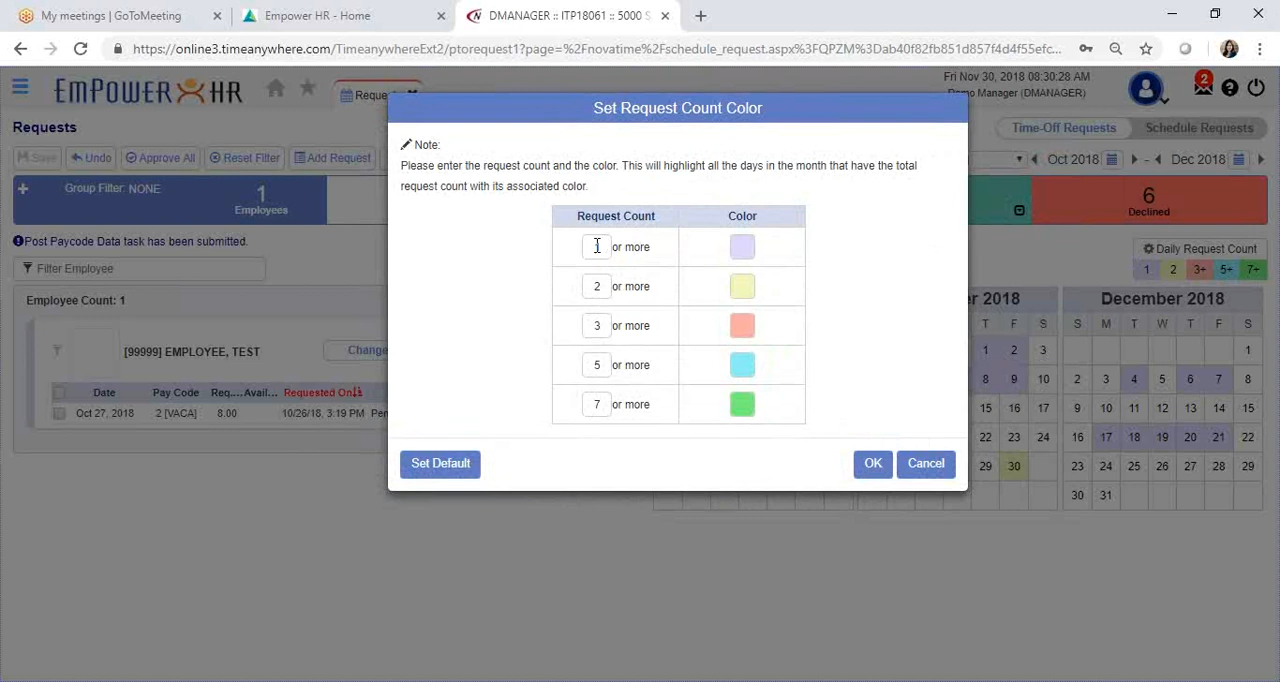 My meetings | GoToMeeting
Empower HR - Home
DMANAGER :: ITP18061 :: 5000 S
https://online3.timeanywhere.com/TimeanywhereExt2/ptorequest1?page=%2Fnovatime%2Fschedule_request.aspx%3FQPZM%3Dab40f82fb851d857f4d4f55efc...
EMPOWER HR
Fri Nov 30, 2018 08:30:28 AM
Demo Manager (DMANAGER)
2
Requests
Time-Off Requests
Schedule Requests
Save
Undo
Approve All
Reset Filter
Add Request
Oct 2018
-
Dec 2018
Group Filter: NONE
1
Employees
6
Declined
Post Paycode Data task has been submitted.
Filter Employee
Daily Request Count
1 2 3+ 5+ 7+
Employee Count: 1
[99999] EMPLOYEE, TEST
Change
Date Pay Code Req... Avail... Requested On
Oct 27, 2018 2 [VACA] 8.00 10/26/18, 3:19 PM Pen
Set Request Count Color
Note:
Please enter the request count and the color. This will highlight all the days in the month that have the total
request count with its associated color.
Request Count Color
or more
2 or more
3 or more
5 or more
7 or more
Set Default
OK
Cancel
r 2018
T F S
1 2 3
8 9 10
15 16 17
22 23 24
29 30
December 2018
S M T W T F S
1
2 3 4 5 6 7 8
9 10 11 12 13 14 15
16 17 18 19 20 21 22
23 24 25 26 27 28 29
30 31